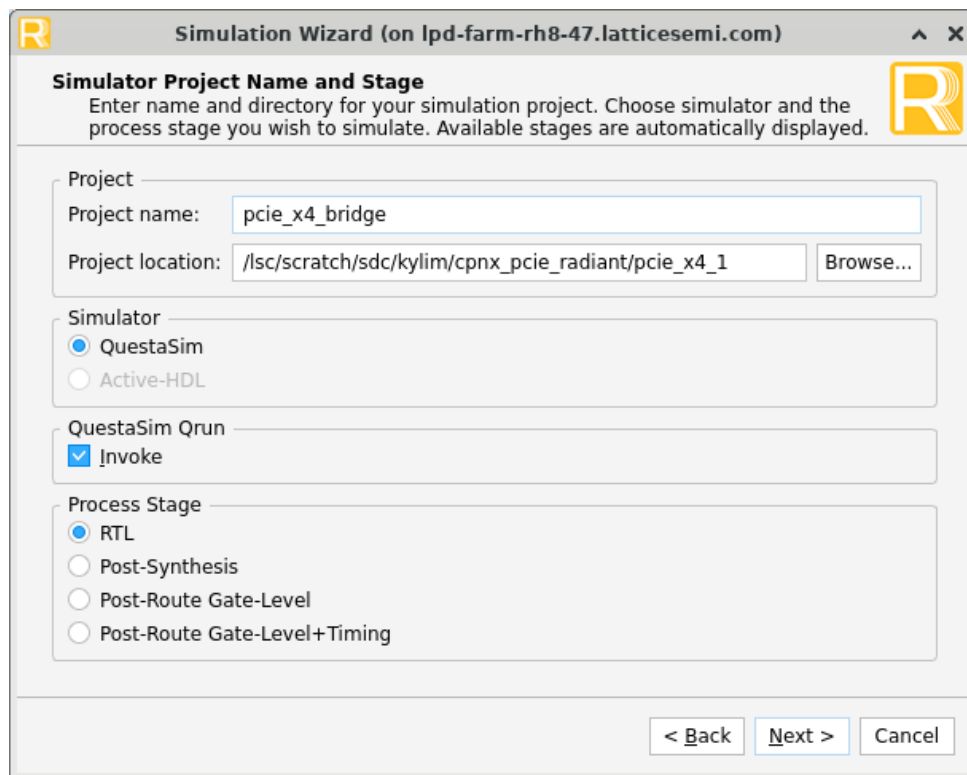 Simulation Wizard (on lpd-farm-rh8-47.latticesemi.com)
Simulator Project Name and Stage
Enter name and directory for your simulation project. Choose simulator and the
process stage you wish to simulate. Available stages are automatically displayed.
Project
Project name: pcie_x4_bridge
Project location: /lsc/scratch/sdc/kylim/cpnx_pcie_radiant/pcie_x4_1 Browse...
Simulator
QuestaSim
Active-HDL
QuestaSim Qrun
Invoke
Process Stage
RTL
Post-Synthesis
Post-Route Gate-Level
Post-Route Gate-Level+Timing
< Back Next > Cancel